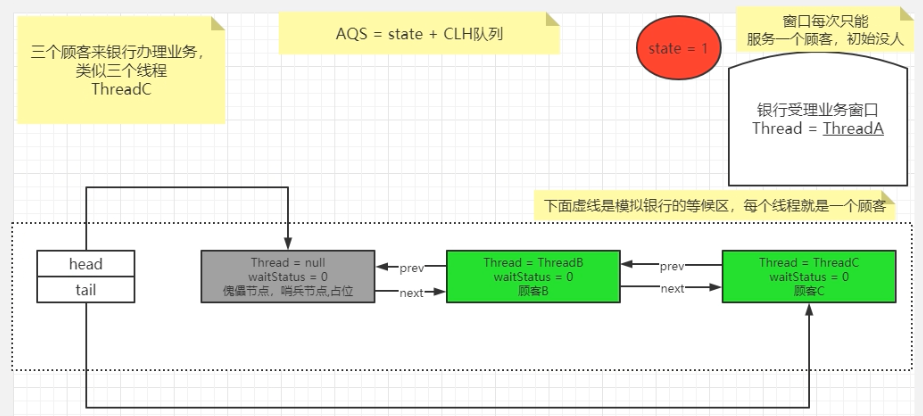 三个顾客来银行办理业务，
类似三个线程
ThreadC
AQS = state + CLH队列
state = 1
窗口每次只能
服务一个顾客，初始没人
银行受理业务窗口
Thread = ThreadA
下面虚线是模拟银行的等候区，每个线程就是一个顾客
head
tail
Thread = null
waitStatus = 0
傀儡节点，哨兵节点,占位
prev
next
Thread = ThreadB
waitStatus = 0
顾客B
prev
next
Thread = ThreadC
waitStatus = 0
顾客C